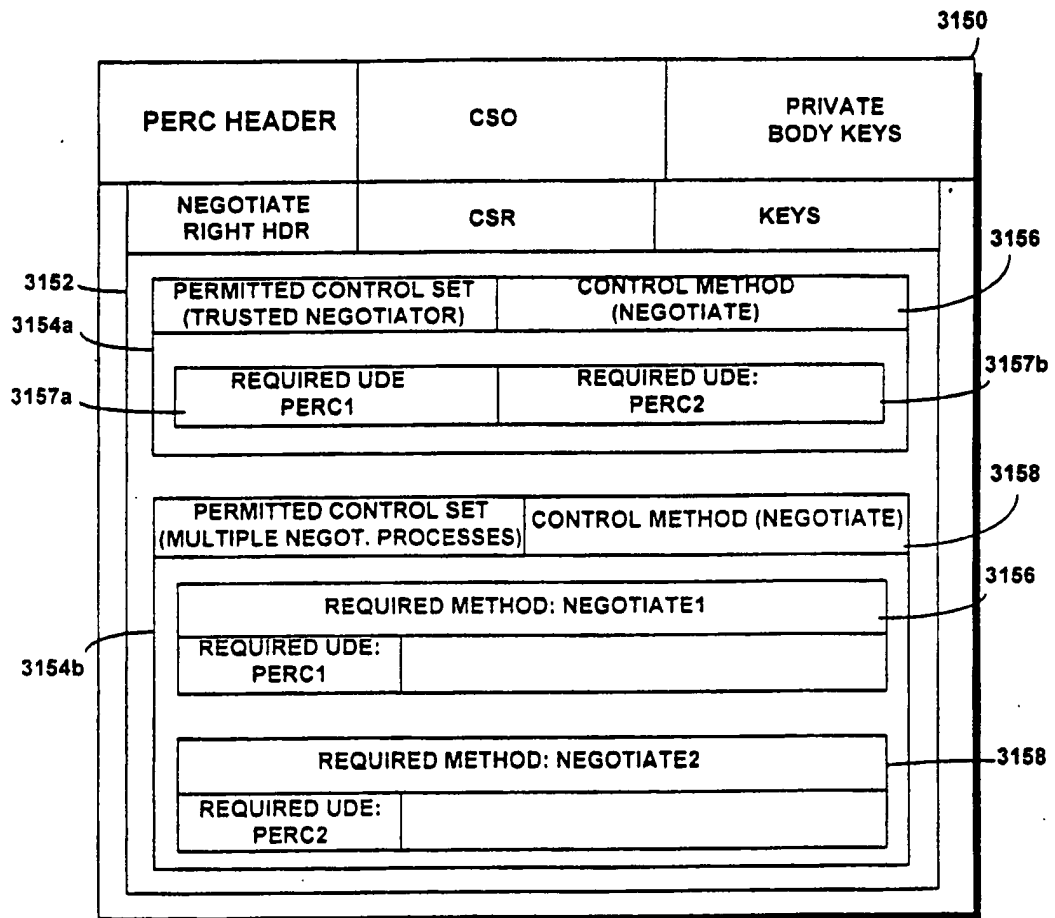 3150
PERC HEADER
CSO
PRIVATE
BODY KEYS
NEGOTIATE
RIGHT HDR
CSR
KEYS
3156
3152
PERMITTED CONTROL SET
(TRUSTED NEGOTIATOR)
CONTROL METHOD
(NEGOTIATE)
3154a
REQUIRED UDE
PERC1
REQUIRED UDE:
PERC2
3157b
3157a
3158
PERMITTED CONTROL SET
(MULTIPLE NEGOT. PROCESSES)
CONTROL METHOD (NEGOTIATE)
3156
REQUIRED METHOD: NEGOTIATE1
REQUIRED UDE:
PERC1
3154b
REQUIRED METHOD: NEGOTIATE2
3158
REQUIRED UDE:
PERC2